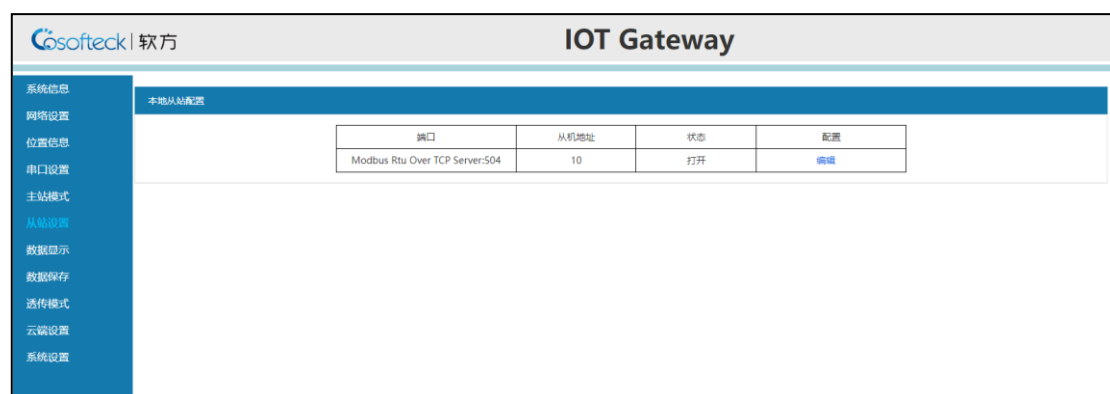 Cosofteck 软方
IOT Gateway
系统信息
网络设置
位置信息
串口设置
主站模式
从站设置
数据显示
数据保存
透传模式
云端设置
系统设置
本地从站配置
端口 从机地址 状态 配置
Modbus Rtu Over TCP Server:504 10 打开 编辑